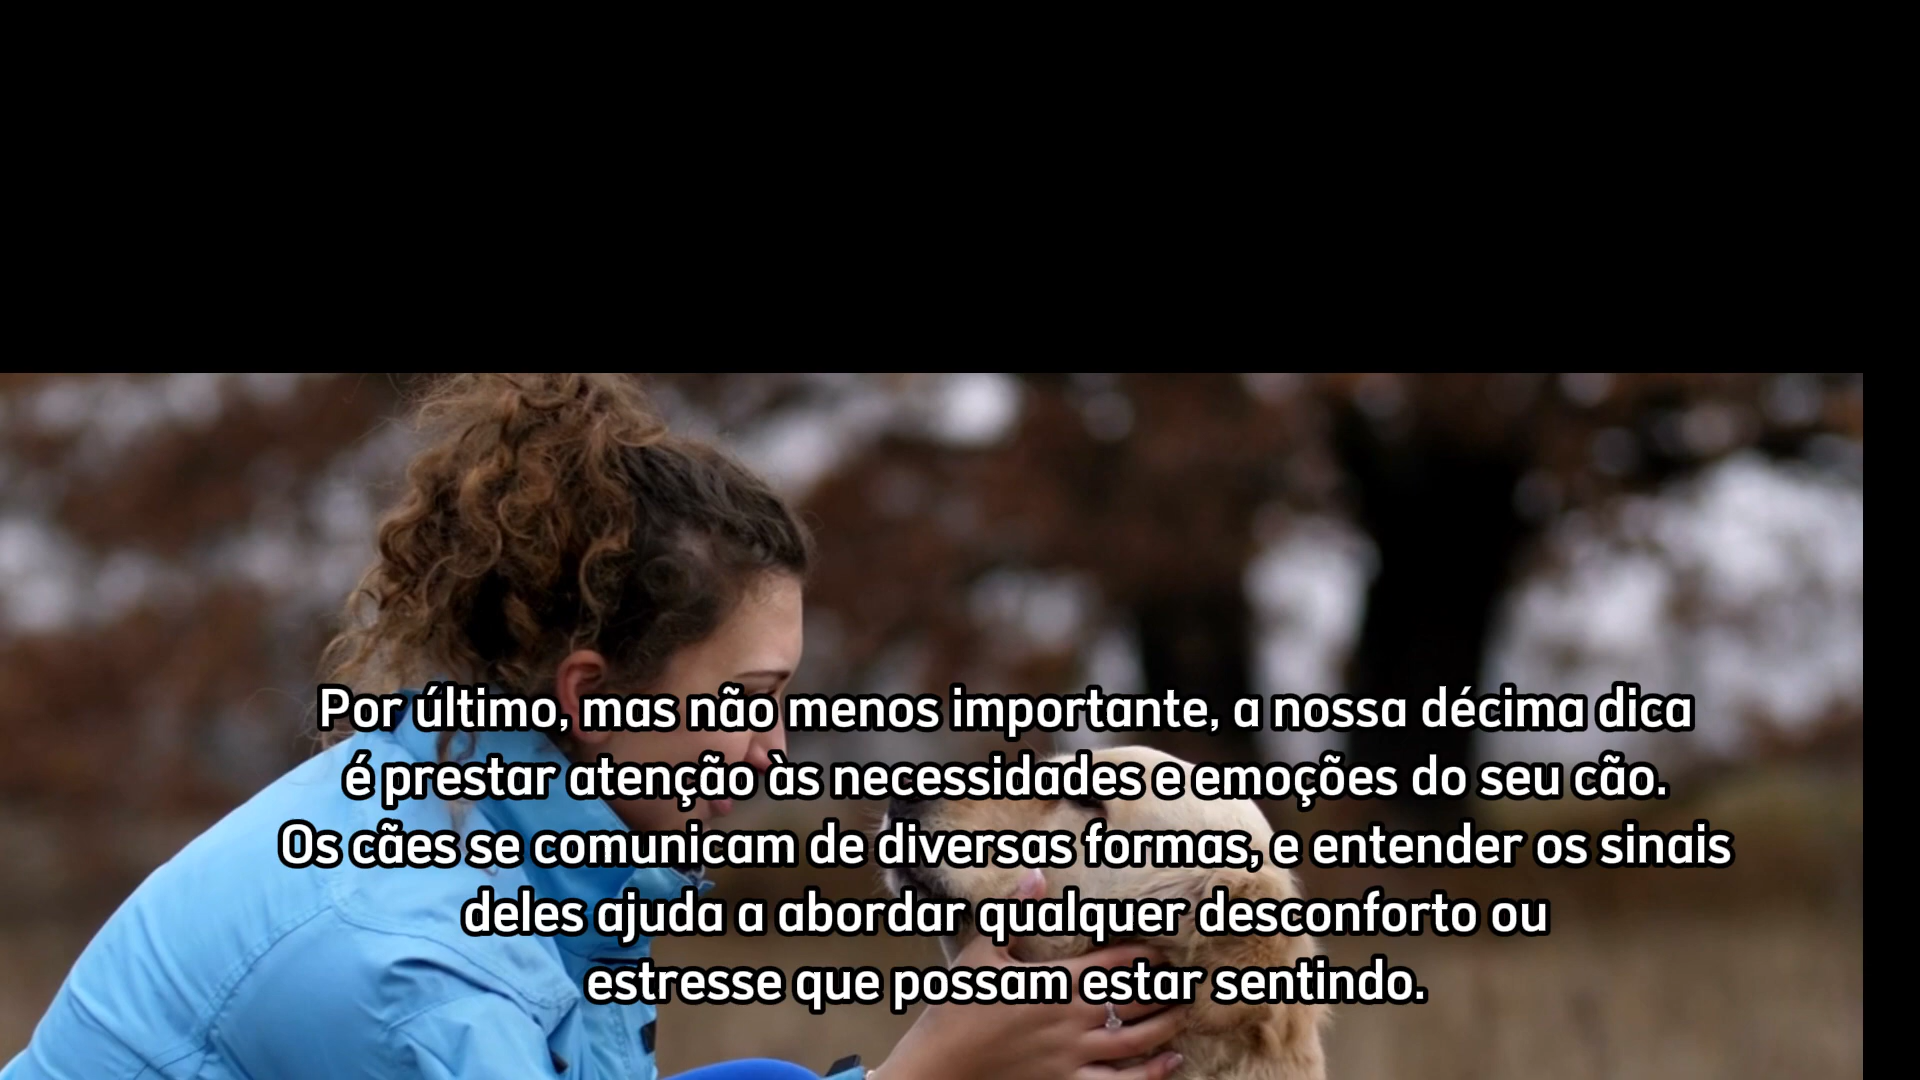 Por último, mas não menos importante, a nossa décima dica
é prestar atenção às necessidades e emoções do seu cão.
Os cães se comunicam de diversas formas, e entender os sinais
deles ajuda a abordar qualquer desconforto ou
estresse que possam estar sentindo.